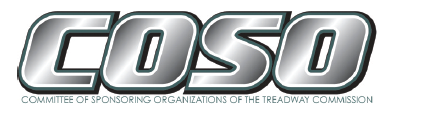 COSO
COMMITTEE OF SPONSORING ORGANIZATIONS OF THE TREADWAY COMMISSION